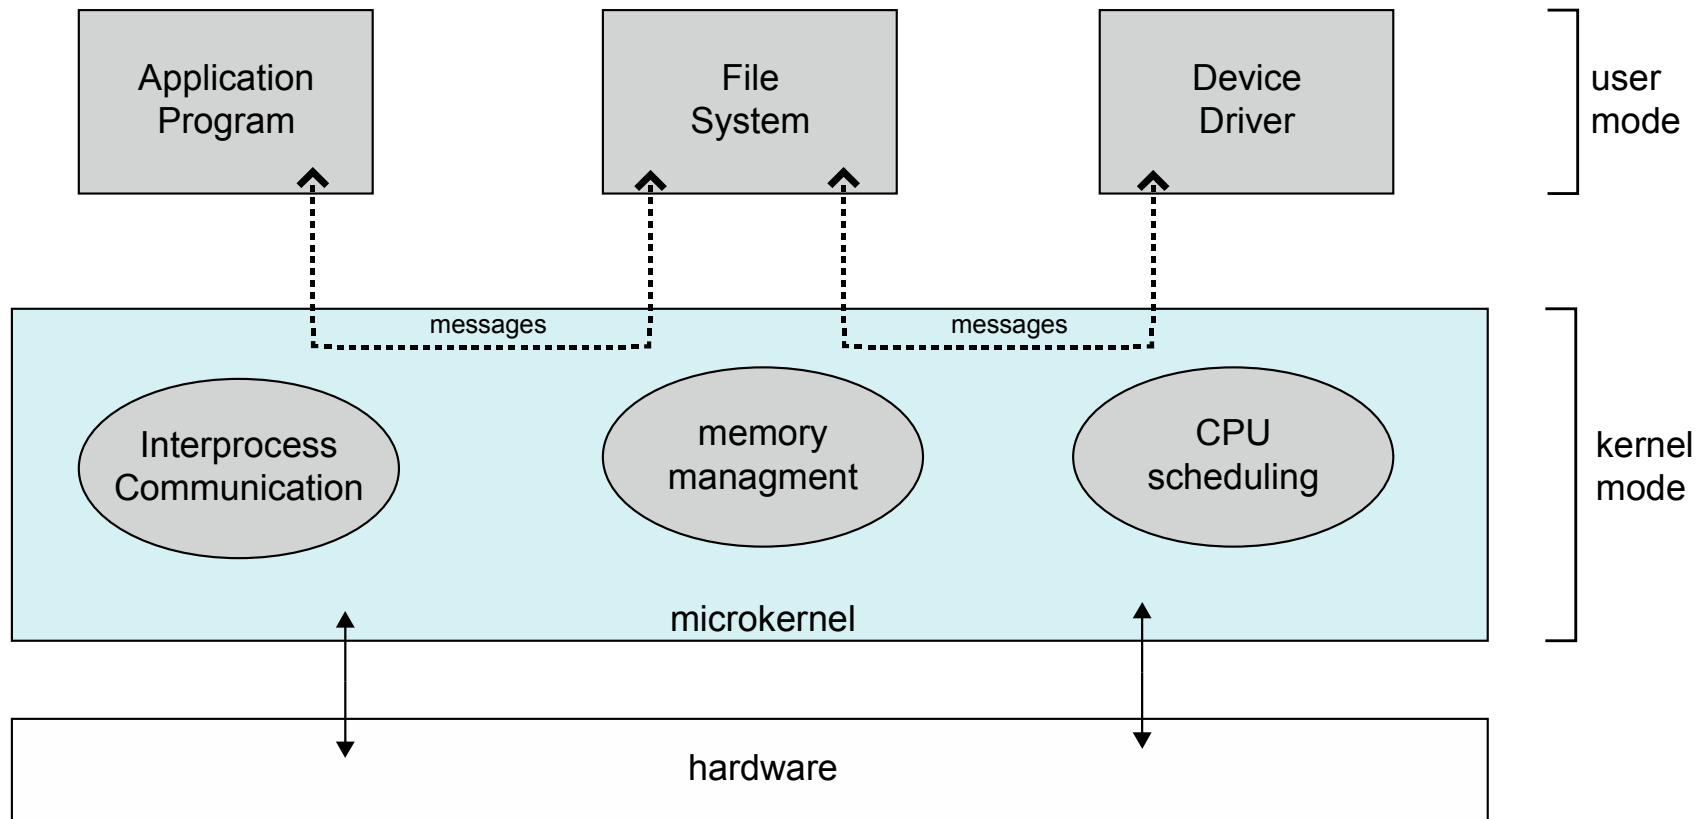 Application
Program
File
System
Device
Driver
user
mode
messages
messages
Interprocess
Communication
memory
managment
CPU
scheduling
kernel
mode
microkernel
hardware